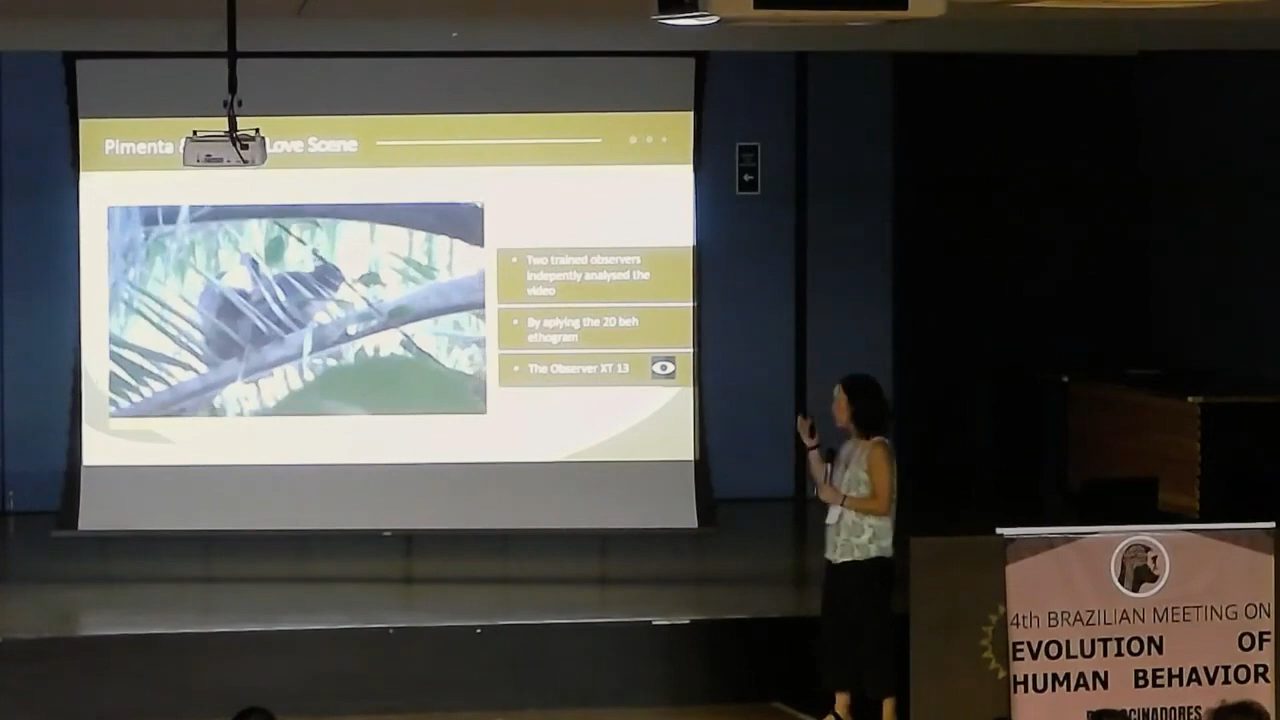 Pimenta Love Scene
Two trained observers
indepently analysed the
video
By aplying the 20 beh
ethogram
The Observer XT 13
4th BRAZILIAN MEETING ON
EVOLUTION OF
HUMAN BEHAVIOR